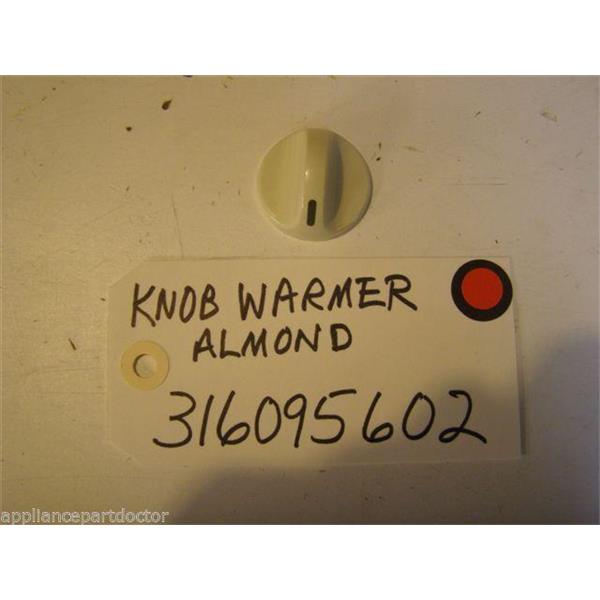 KNOB WARMER
ALMOND
316095602
appliancepartdoctor